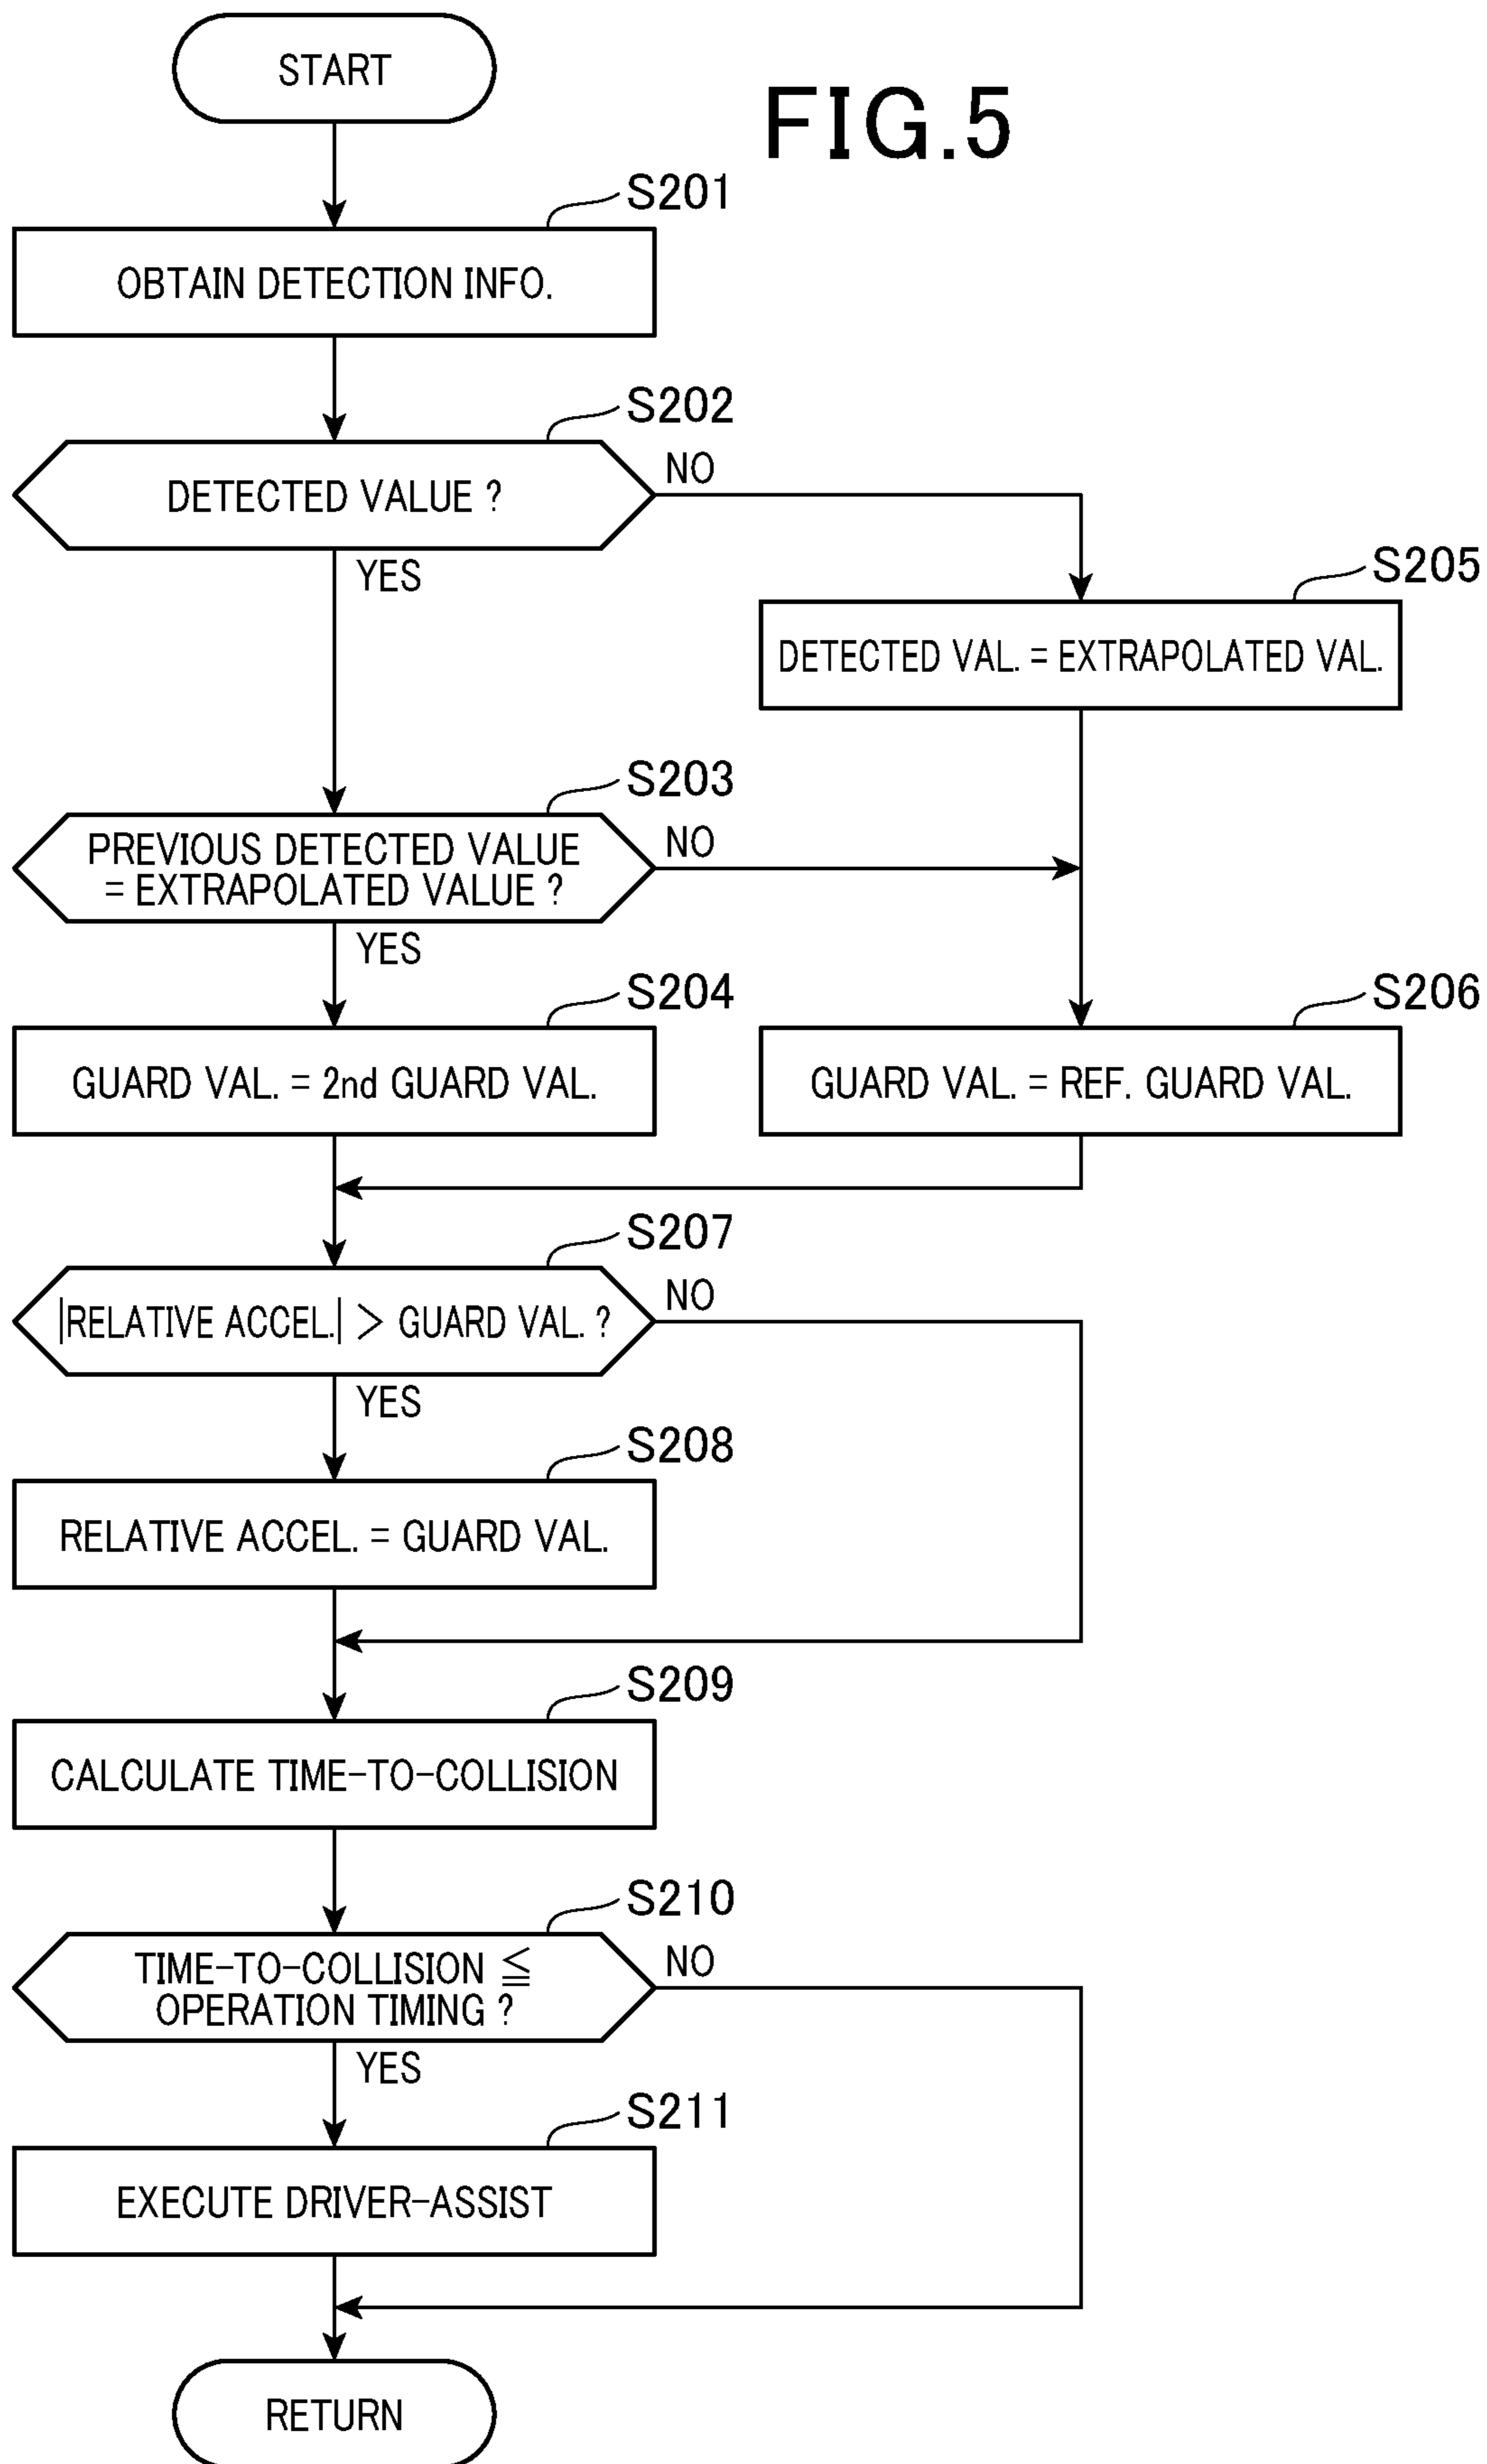 START
FIG.5
S201
OBTAIN DETECTION INFO.
S202
DETECTED VALUE ?
NO
YES
S205
DETECTED VAL. = EXTRAPOLATED VAL.
S203
PREVIOUS DETECTED VALUE
= EXTRAPOLATED VALUE ?
NO
YES
S204
GUARD VAL. = 2nd GUARD VAL.
S206
GUARD VAL. = REF. GUARD VAL.
S207
|RELATIVE ACCEL.| > GUARD VAL. ?
NO
YES
S208
RELATIVE ACCEL. = GUARD VAL.
S209
CALCULATE TIME-TO-COLLISION
S210
TIME-TO-COLLISION ≦
OPERATION TIMING ?
NO
YES
S211
EXECUTE DRIVER-ASSIST
RETURN